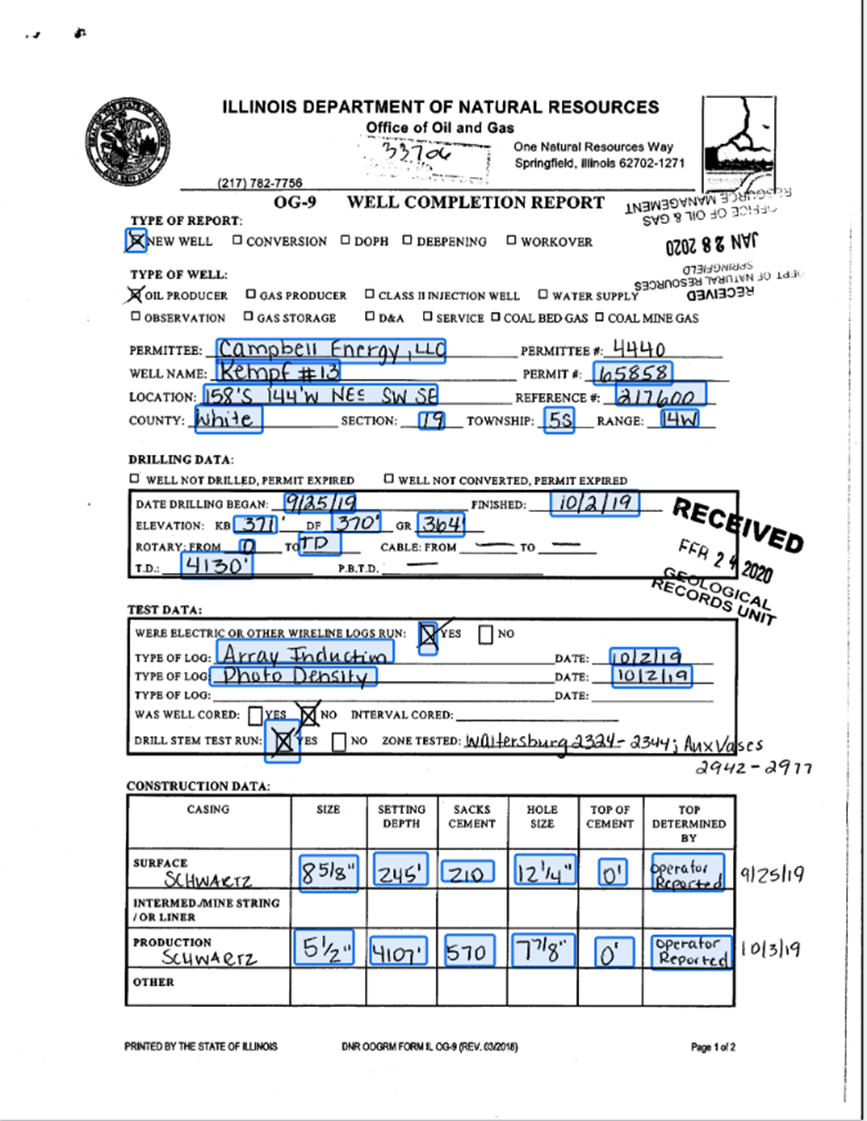 ILLINOIS DEPARTMENT OF NATURAL RESOURCES
Office of Oil and Gas
33706
One Natural Resources Way
Springfield, Illinois 62702-1271
(217) 782-7756
OG-9 WELL COMPLETION REPORT
OFFICE OF OIL & GAS
RESOURCE MANAGEMENT
JAN 28 2020
DEPT OF NATURAL RESOURCES
SPRINGFIELD
RECEIVED
TYPE OF REPORT:
☒ NEW WELL ☐ CONVERSION ☐ DOPH ☐ DEEPENING ☐ WORKOVER
TYPE OF WELL:
☒ OIL PRODUCER ☐ GAS PRODUCER ☐ CLASS II INJECTION WELL ☐ WATER SUPPLY
☐ OBSERVATION ☐ GAS STORAGE ☐ D&A ☐ SERVICE ☐ COAL BED GAS ☐ COAL MINE GAS
PERMITTEE: Campbell Energy, LLC PERMITTEE #: 4440
WELL NAME: Kempf #13 PERMIT #: 65858
LOCATION: 158'S 144'W NEc SW SE REFERENCE #: 217600
COUNTY: White SECTION: 19 TOWNSHIP: 5S RANGE: 14W
DRILLING DATA:
☐ WELL NOT DRILLED, PERMIT EXPIRED ☐ WELL NOT CONVERTED, PERMIT EXPIRED
DATE DRILLING BEGAN: 9/25/19 FINISHED: 10/2/19
ELEVATION: KB 371' DF 370' GR 364'
ROTARY: FROM 0 TO TD CABLE: FROM — TO —
T.D.: 4130' P.B.T.D. —
RECEIVED
FEB 24 2020
GEOLOGICAL
RECORDS UNIT
TEST DATA:
WERE ELECTRIC OR OTHER WIRELINE LOGS RUN: ☒ YES ☐ NO
TYPE OF LOG: Array Induction DATE: 10/2/19
TYPE OF LOG: Photo Density DATE: 10/2/19
TYPE OF LOG: DATE:
WAS WELL CORED: ☐ YES ☒ NO INTERVAL CORED:
DRILL STEM TEST RUN: ☒ YES ☐ NO ZONE TESTED: Waltersburg 2324-2344; Aux Vases
2942-2977
CONSTRUCTION DATA:
CASING SIZE SETTING DEPTH SACKS CEMENT HOLE SIZE TOP OF CEMENT TOP DETERMINED BY
SURFACE SCHWARTZ 8 5/8" 245' 210 12 1/4" 0' operator Reported 9/25/19
INTERMED./MINE STRING / OR LINER
PRODUCTION SCHWARTZ 5 1/2" 4107' 570 7 7/8" 0' operator Reported 10/3/19
OTHER
PRINTED BY THE STATE OF ILLINOIS DNR OOGRM FORM IL OG-9 (REV. 03/2018) Page 1 of 2